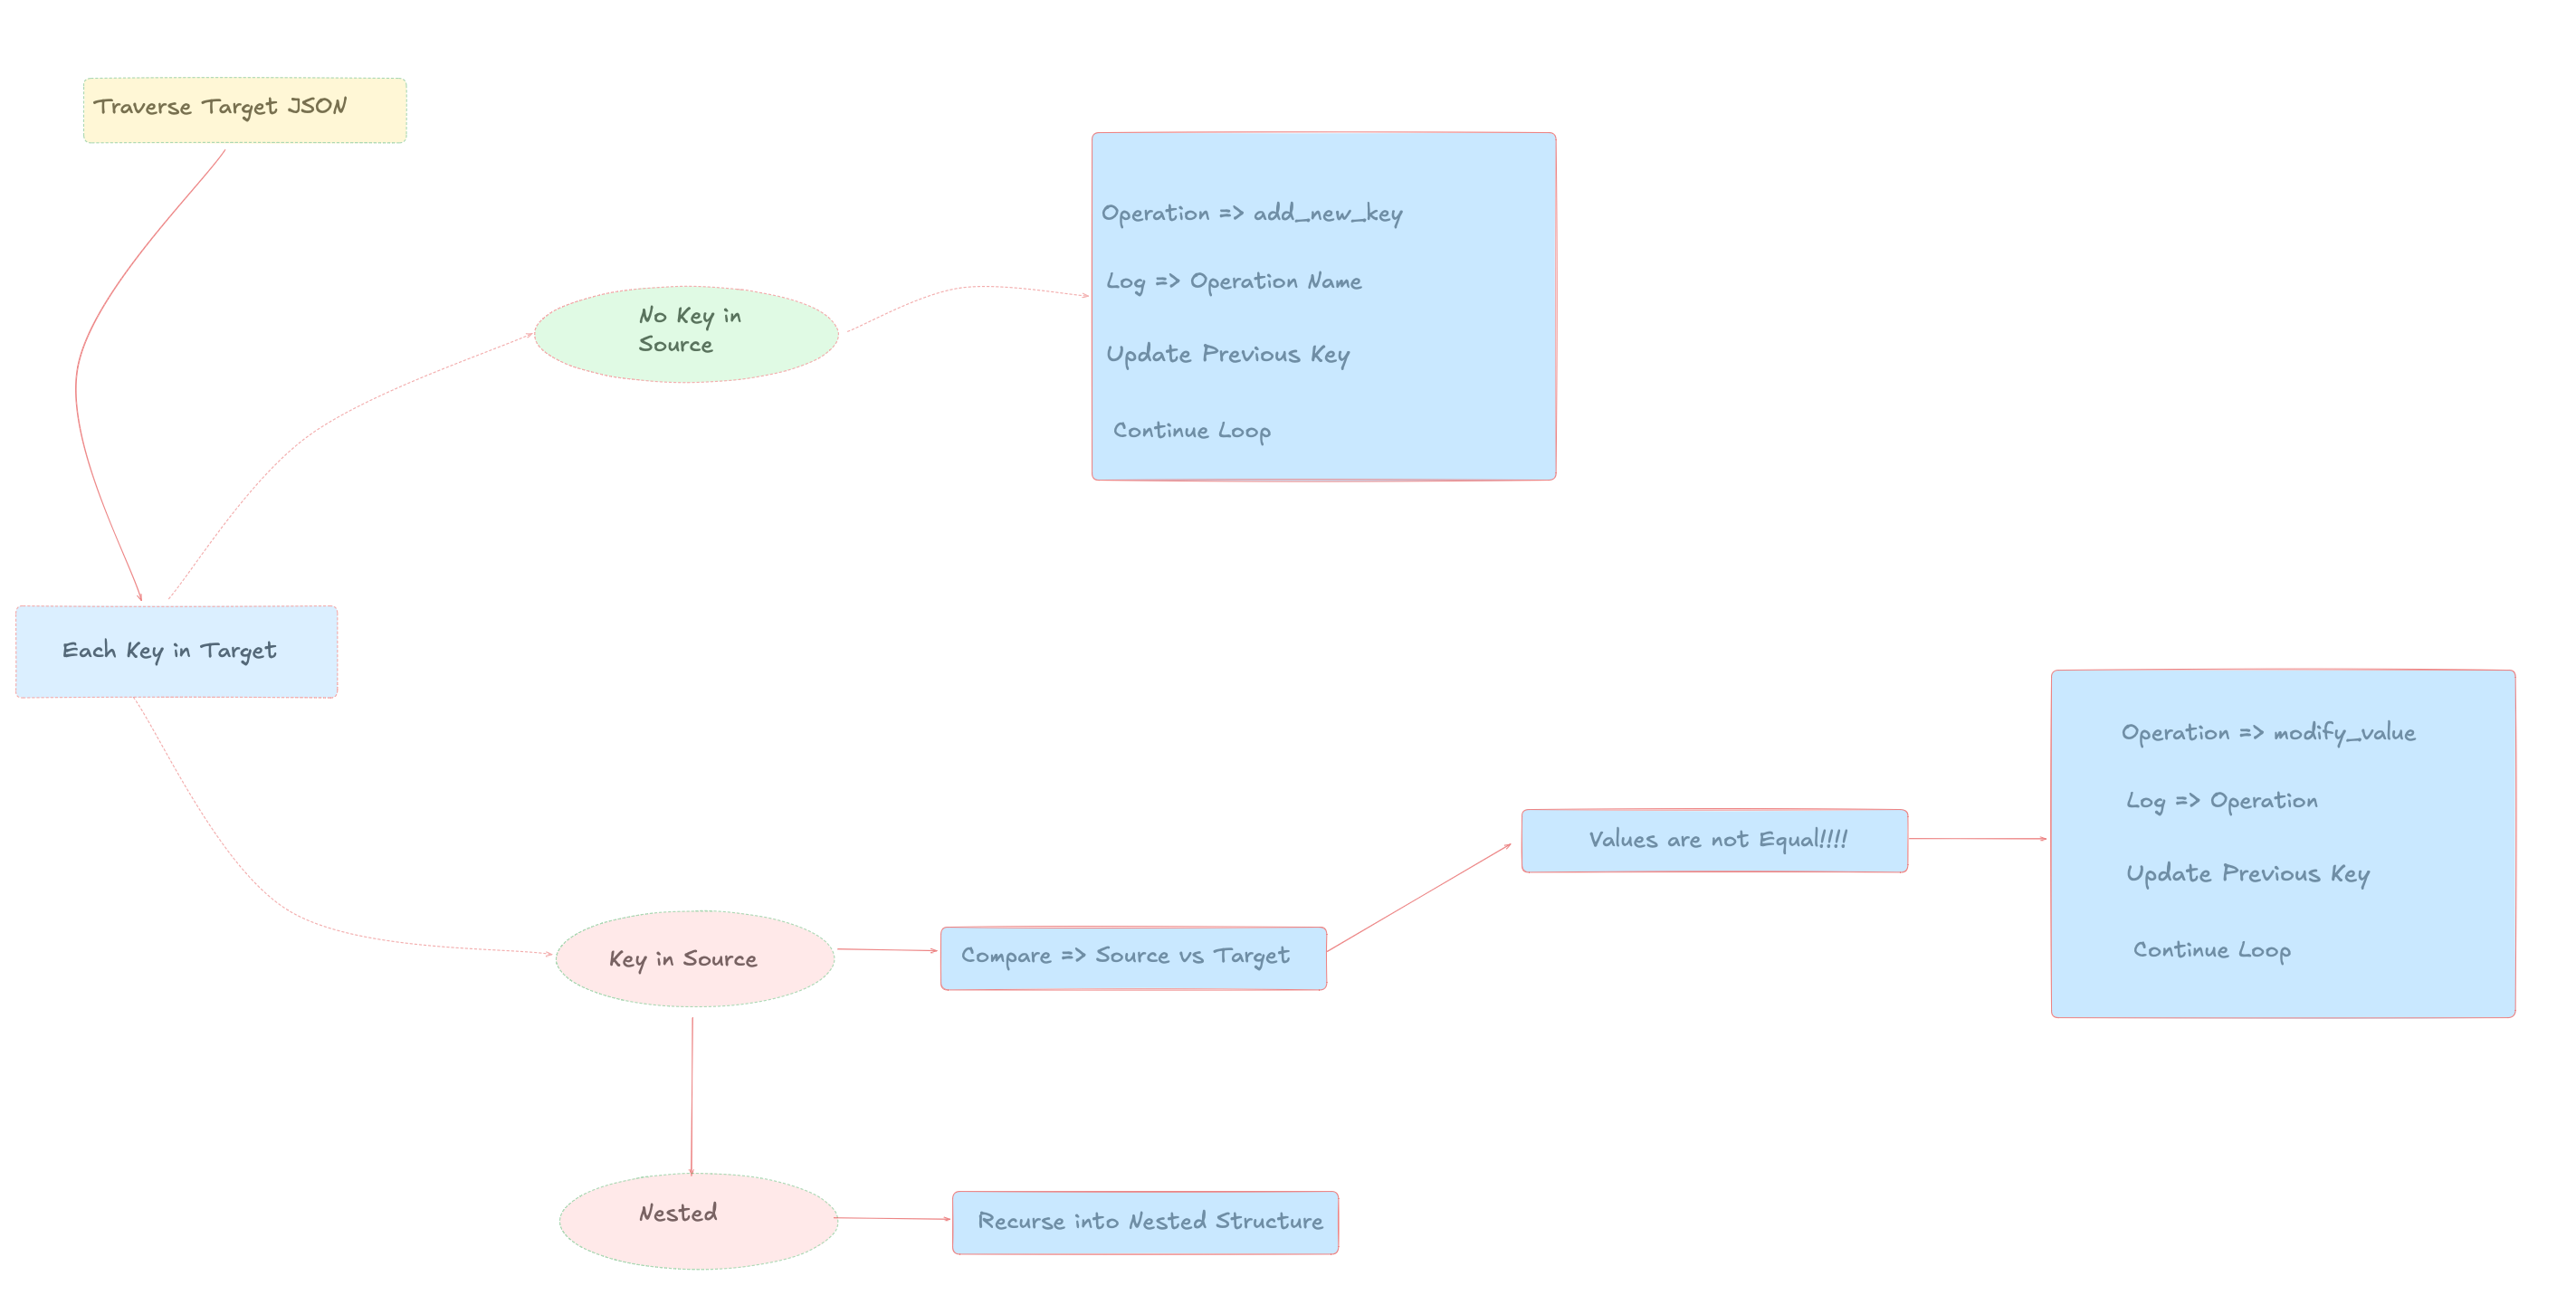 Traverse Target JSON
Operation => add_new_key
Log => Operation Name
No Key in
Source
Update Previous Key
Continue Loop
Each Key in Target
Operation => modify_value
Log => Operation
Values are not Equal!!!!
Update Previous Key
Continue Loop
Key in Source
Compare => Source vs Target
Nested
Recurse into Nested Structure